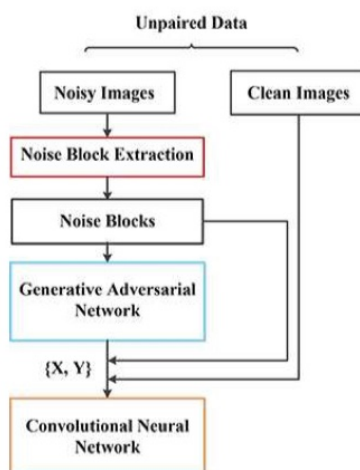 Unpaired Data
Noisy Images
Clean Images
Noise Block Extraction
Noise Blocks
Generative Adversarial
Network
{X, Y}
Convolutional Neural
Network